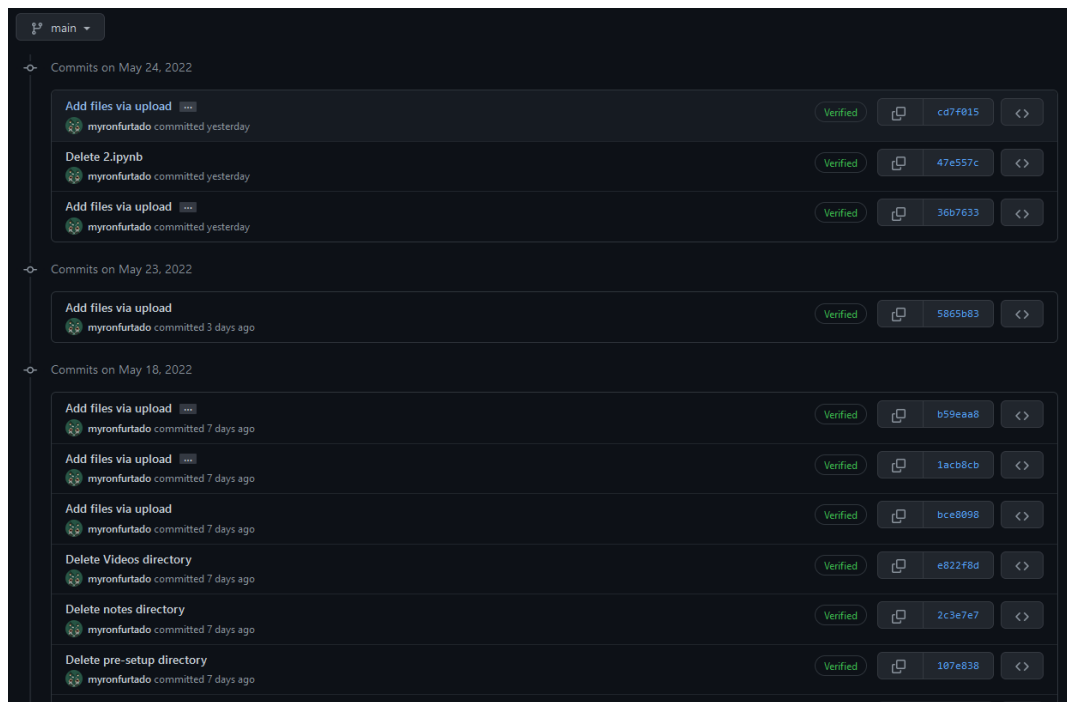 main
Commits on May 24, 2022
Add files via upload ...
Verified
cd7f015
myronfurtado committed yesterday
Delete 2.ipynb
Verified
47e557c
myronfurtado committed yesterday
Add files via upload ...
Verified
36b7633
myronfurtado committed yesterday
Commits on May 23, 2022
Add files via upload
Verified
5865b83
myronfurtado committed 3 days ago
Commits on May 18, 2022
Add files via upload ...
Verified
b59eaa8
myronfurtado committed 7 days ago
Add files via upload ...
Verified
1acb8cb
myronfurtado committed 7 days ago
Add files via upload
Verified
bce8098
myronfurtado committed 7 days ago
Delete Videos directory
Verified
e822f8d
myronfurtado committed 7 days ago
Delete notes directory
Verified
2c3e7e7
myronfurtado committed 7 days ago
Delete pre-setup directory
Verified
107e838
myronfurtado committed 7 days ago